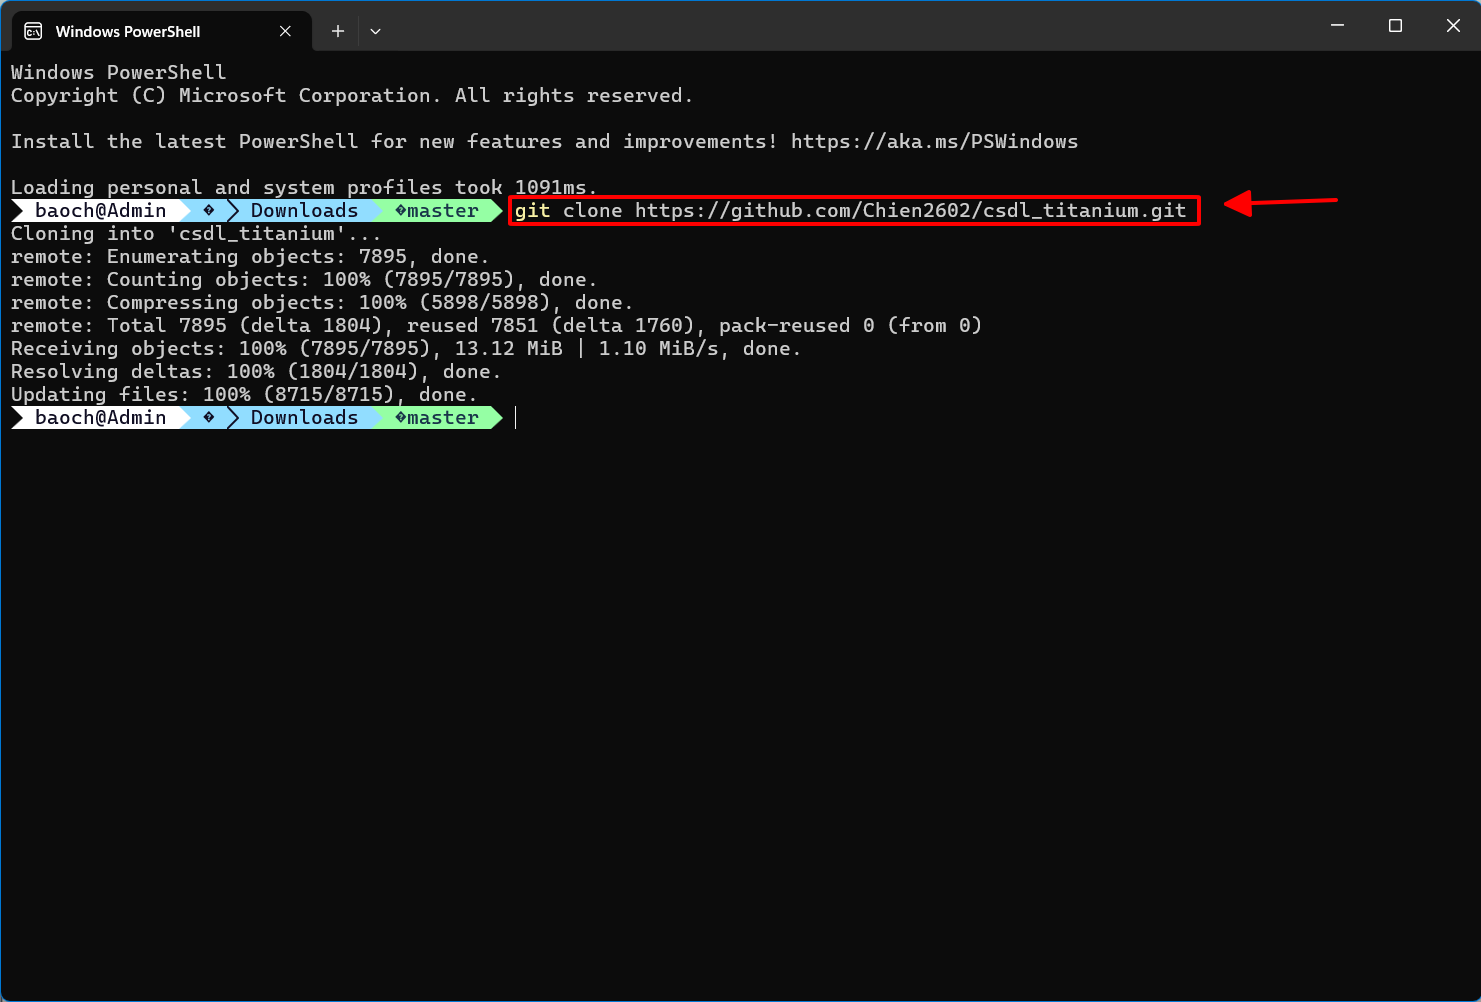 Windows PowerShell
Windows PowerShell
Copyright (C) Microsoft Corporation. All rights reserved.
Install the latest PowerShell for new features and improvements! https://aka.ms/PSWindows
Loading personal and system profiles took 1091ms.
baoch@Admin � Downloads �master git clone https://github.com/Chien2602/csdl_titanium.git
Cloning into 'csdl_titanium'...
remote: Enumerating objects: 7895, done.
remote: Counting objects: 100% (7895/7895), done.
remote: Compressing objects: 100% (5898/5898), done.
remote: Total 7895 (delta 1804), reused 7851 (delta 1760), pack-reused 0 (from 0)
Receiving objects: 100% (7895/7895), 13.12 MiB | 1.10 MiB/s, done.
Resolving deltas: 100% (1804/1804), done.
Updating files: 100% (8715/8715), done.
baoch@Admin � Downloads �master